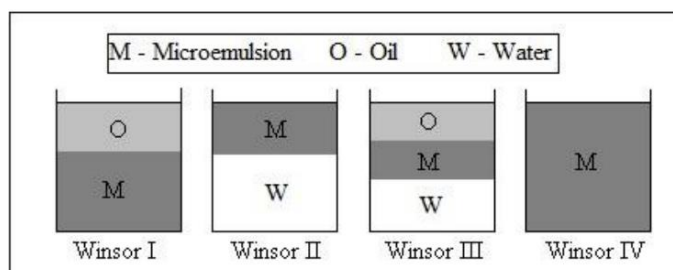 M - Microemulsion O - Oil W - Water
O M
M W
O M W
M
Winsor I Winsor II Winsor III Winsor IV